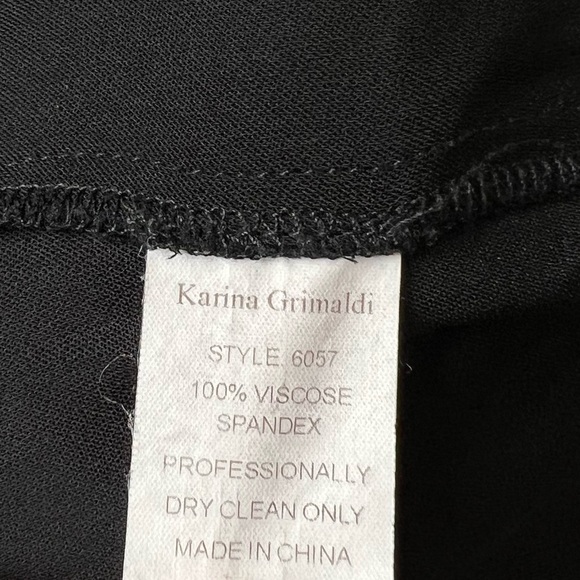 Karina Grimaldi
STYLE 6057
100% VISCOSE
SPANDEX
PROFESSIONALLY
DRY CLEAN ONLY
MADE IN CHINA